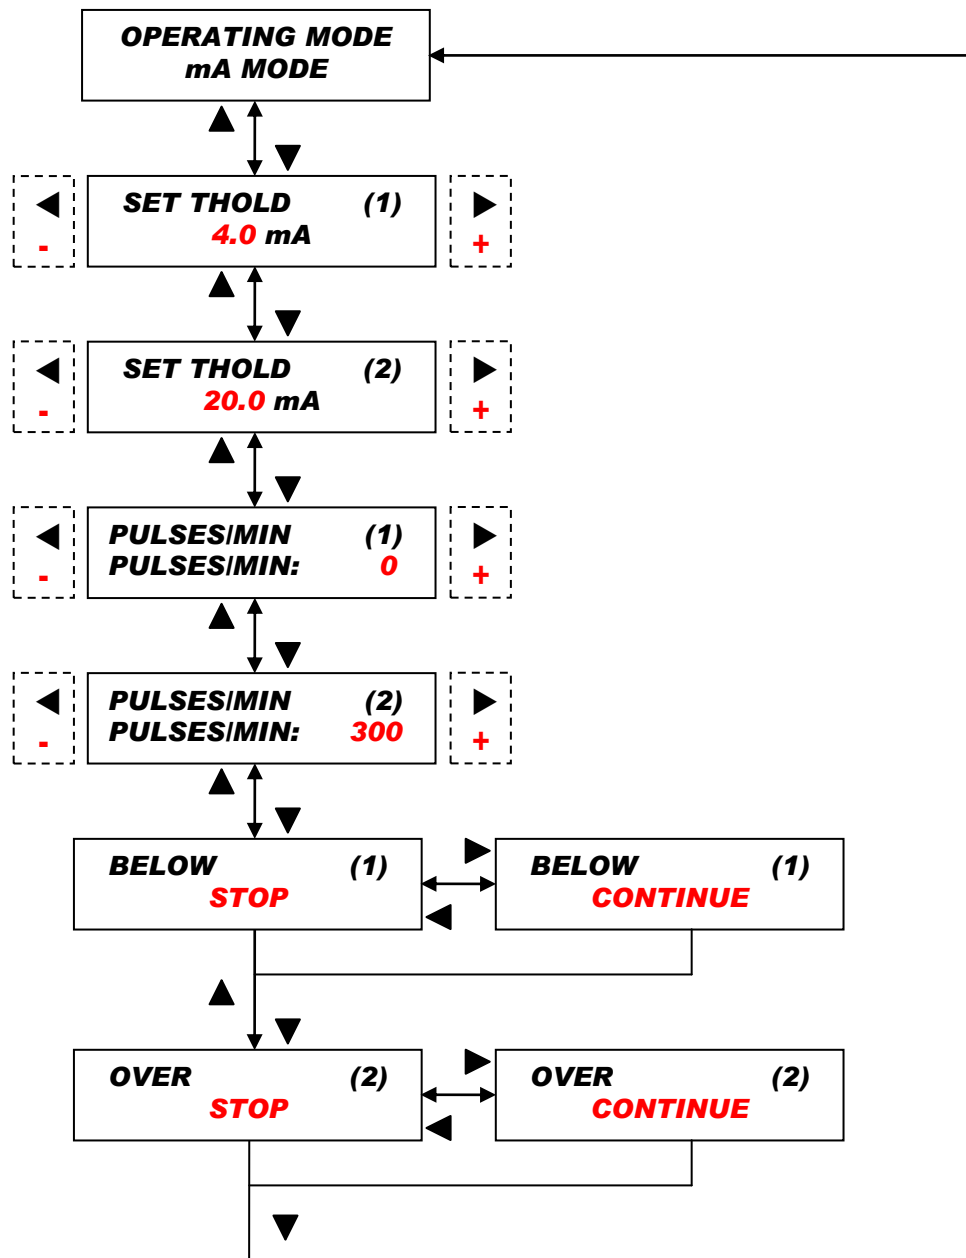 OPERATING MODE
mA MODE
SET THOLD (1)
4.0 mA
-
+
SET THOLD (2)
20.0 mA
-
+
PULSES/MIN (1)
PULSES/MIN: 0
-
+
PULSES/MIN (2)
PULSES/MIN: 300
-
+
BELOW (1)
STOP
BELOW (1)
CONTINUE
OVER (2)
STOP
OVER (2)
CONTINUE